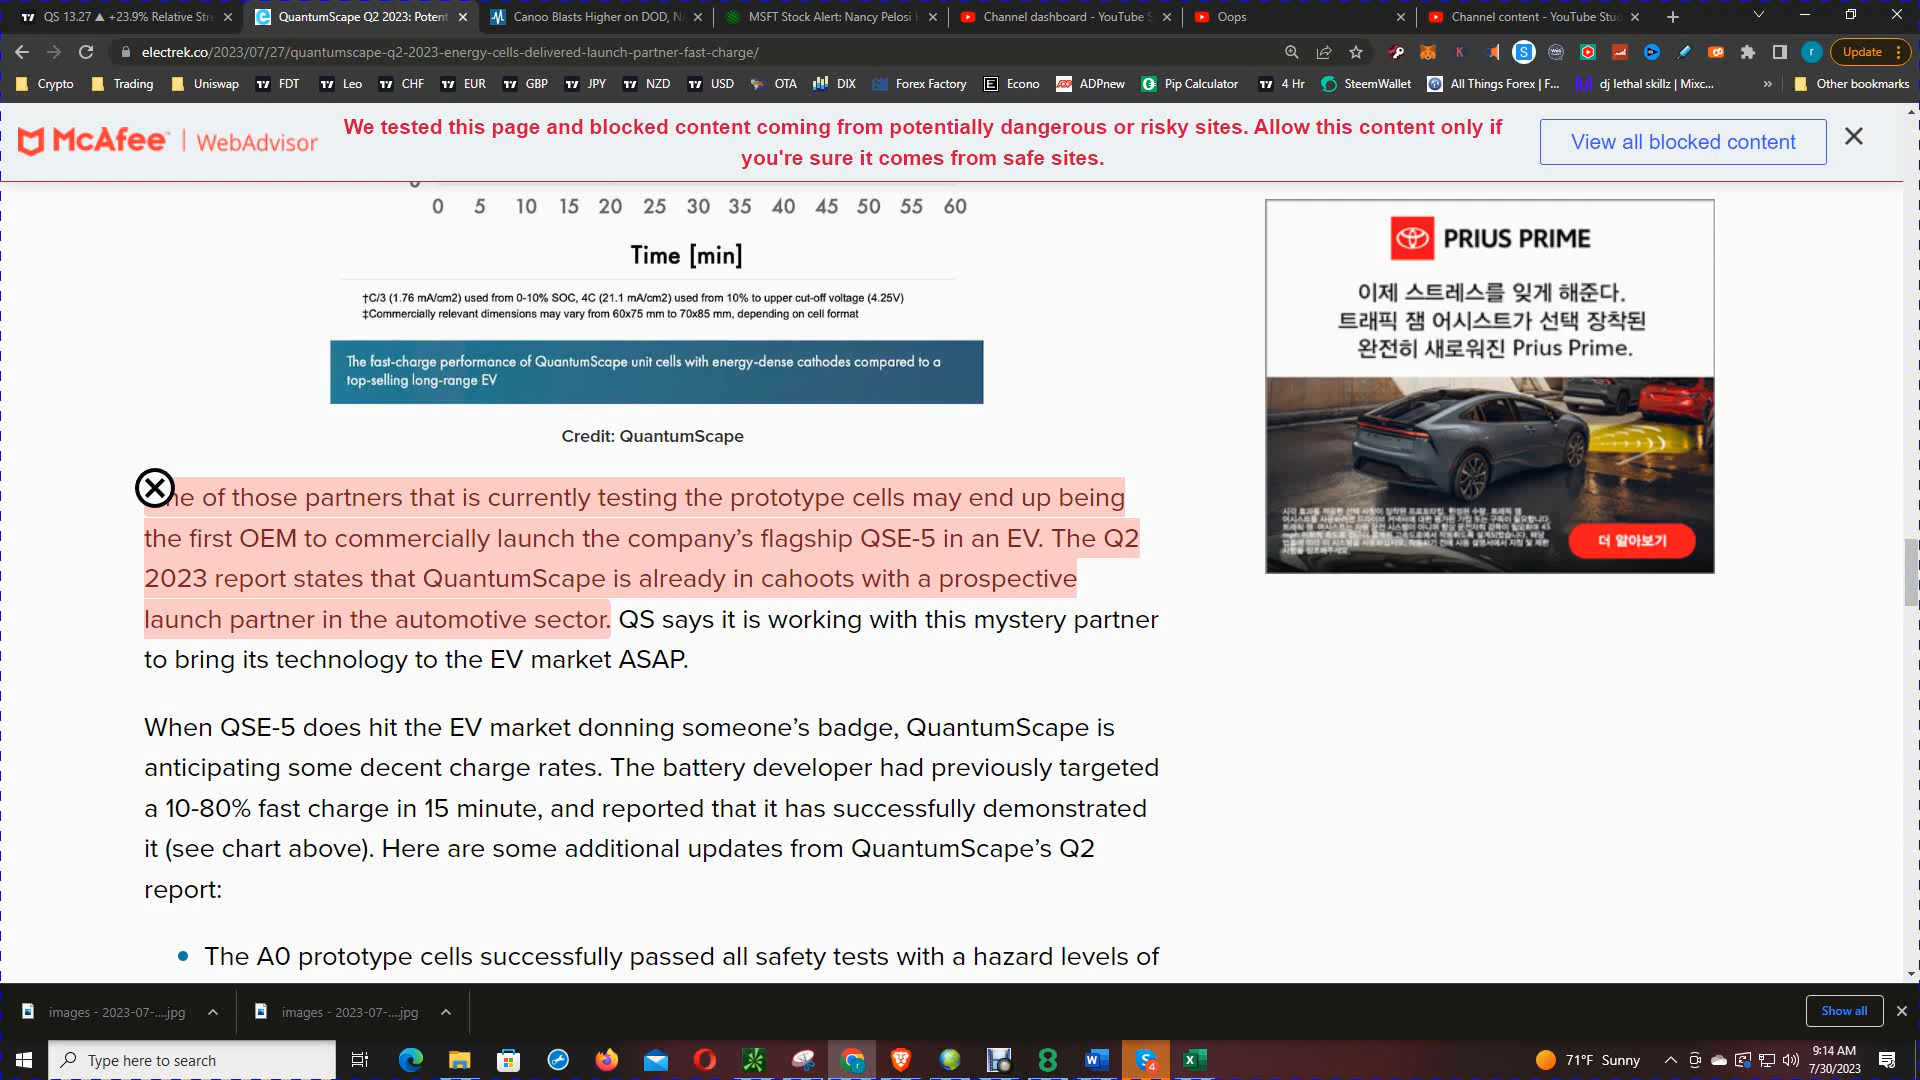 QS 13.27 ▲ +23.9% Relative Stre
QuantumScape Q2 2023: Potent
Canoo Blasts Higher on DOD, N
MSFT Stock Alert: Nancy Pelosi
Channel dashboard - YouTube S
Oops
Channel content - YouTube Stud
electrek.co/2023/07/27/quantumscape-q2-2023-energy-cells-delivered-launch-partner-fast-charge/
Update
Crypto
Trading
Uniswap
FDT
Leo
CHF
EUR
GBP
JPY
NZD
USD
OTA
DIX
Forex Factory
Econo
ADPnew
Pip Calculator
4 Hr
SteemWallet
All Things Forex | F...
dj lethal skillz | Mixc...
»
Other bookmarks
McAfee | WebAdvisor
We tested this page and blocked content coming from potentially dangerous or risky sites. Allow this content only if
you're sure it comes from safe sites.
View all blocked content
0 5 10 15 20 25 30 35 40 45 50 55 60
Time [min]
†C/3 (1.76 mA/cm2) used from 0-10% SOC, 4C (21.1 mA/cm2) used from 10% to upper cut-off voltage (4.25V)
‡Commercially relevant dimensions may vary from 60x75 mm to 70x85 mm, depending on cell format
The fast-charge performance of QuantumScape unit cells with energy-dense cathodes compared to a
top-selling long-range EV
Credit: QuantumScape
ne of those partners that is currently testing the prototype cells may end up being
the first OEM to commercially launch the company's flagship QSE-5 in an EV. The Q2
2023 report states that QuantumScape is already in cahoots with a prospective
launch partner in the automotive sector. QS says it is working with this mystery partner
to bring its technology to the EV market ASAP.
When QSE-5 does hit the EV market donning someone's badge, QuantumScape is
anticipating some decent charge rates. The battery developer had previously targeted
a 10-80% fast charge in 15 minute, and reported that it has successfully demonstrated
it (see chart above). Here are some additional updates from QuantumScape's Q2
report:
• The A0 prototype cells successfully passed all safety tests with a hazard levels of
PRIUS PRIME
이제 스트레스를 잊게 해준다.
트래픽 잼 어시스트가 선택 장착된
완전히 새로워진 Prius Prime.
더 알아보기
images - 2023-07-....jpg
images - 2023-07-....jpg
Show all
Type here to search
71°F Sunny
9:14 AM
7/30/2023